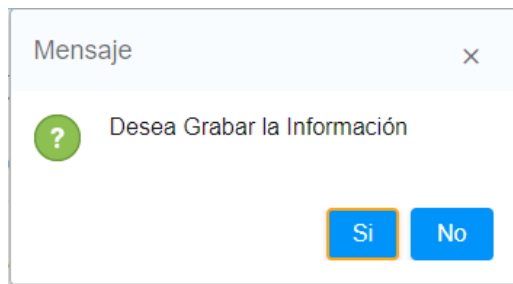 Mensaje ×
? Desea Grabar la Información
Si No